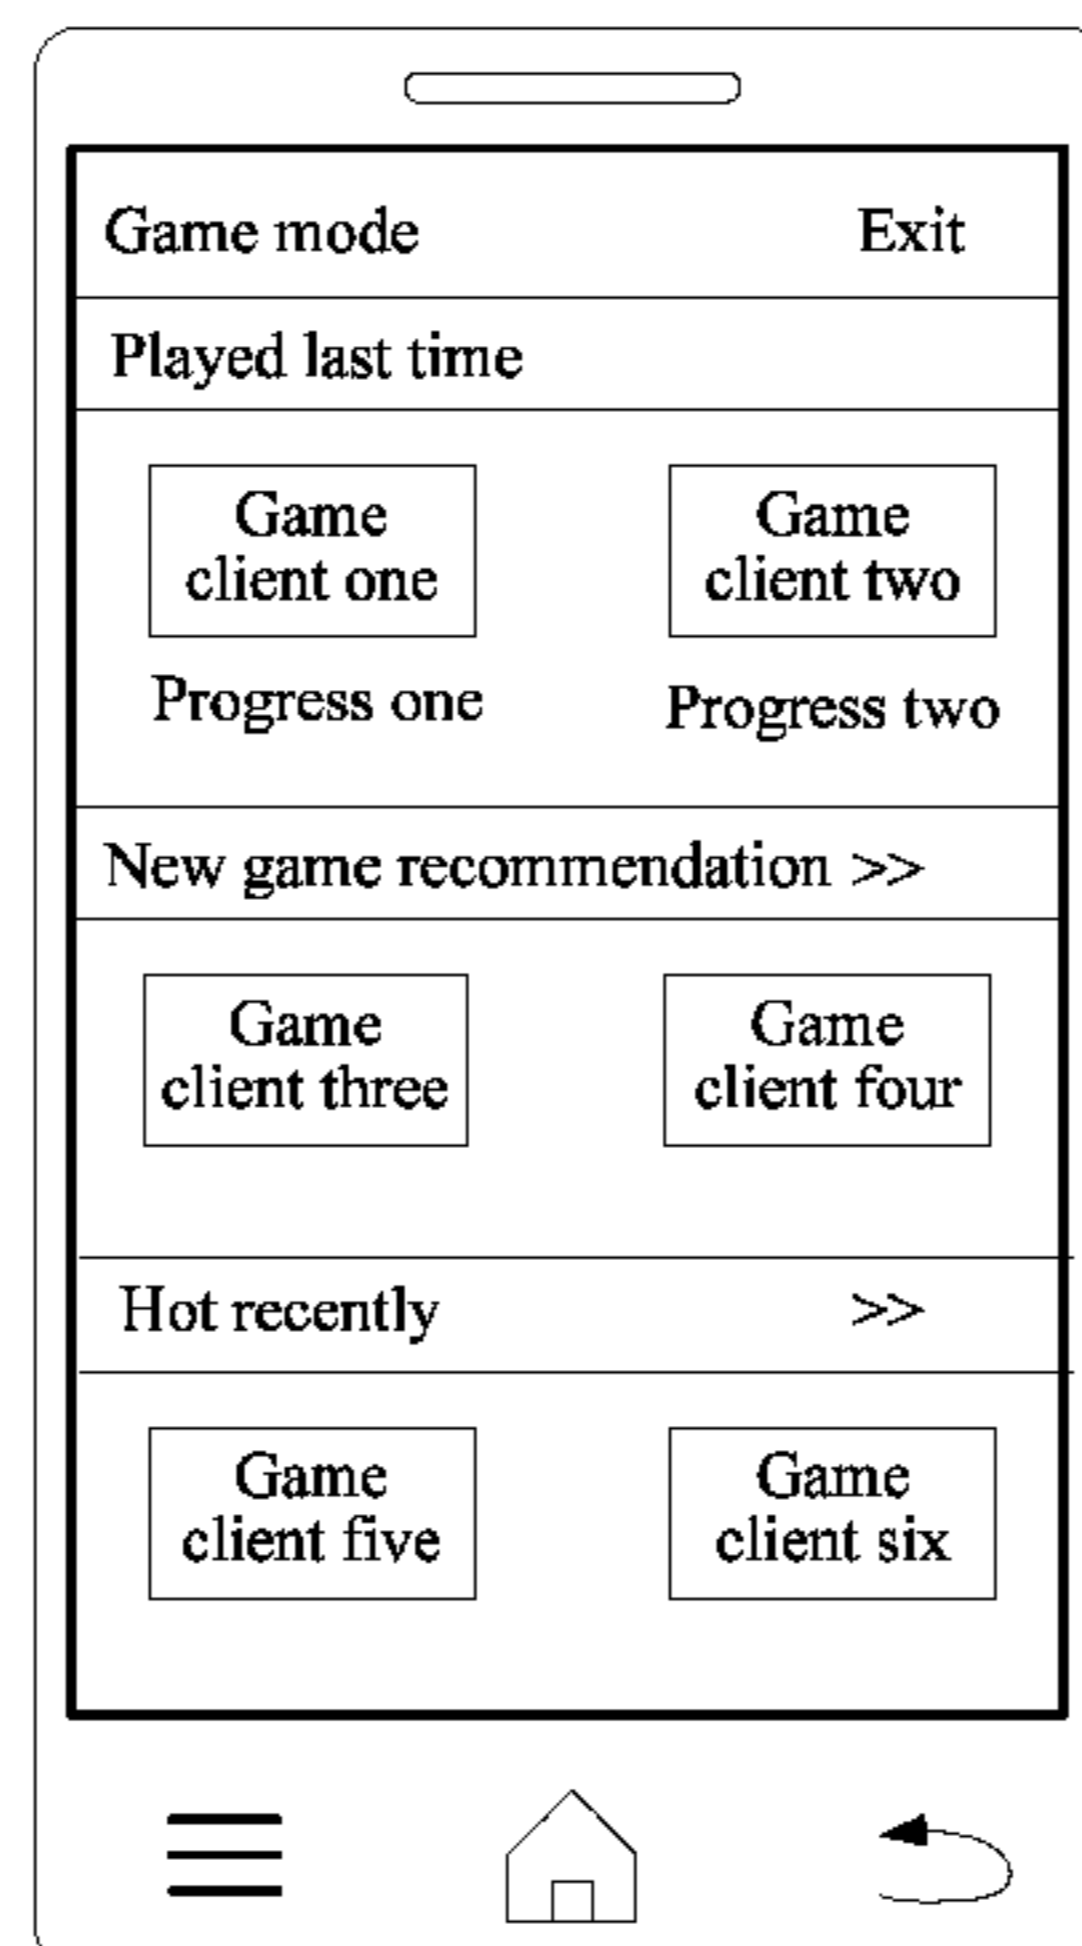 Game mode Exit
Played last time
Game Game
client one client two
Progress one Progress two
New game recommendation >>
Game Game
client three client four
Hot recently >>
Game Game
client five client six